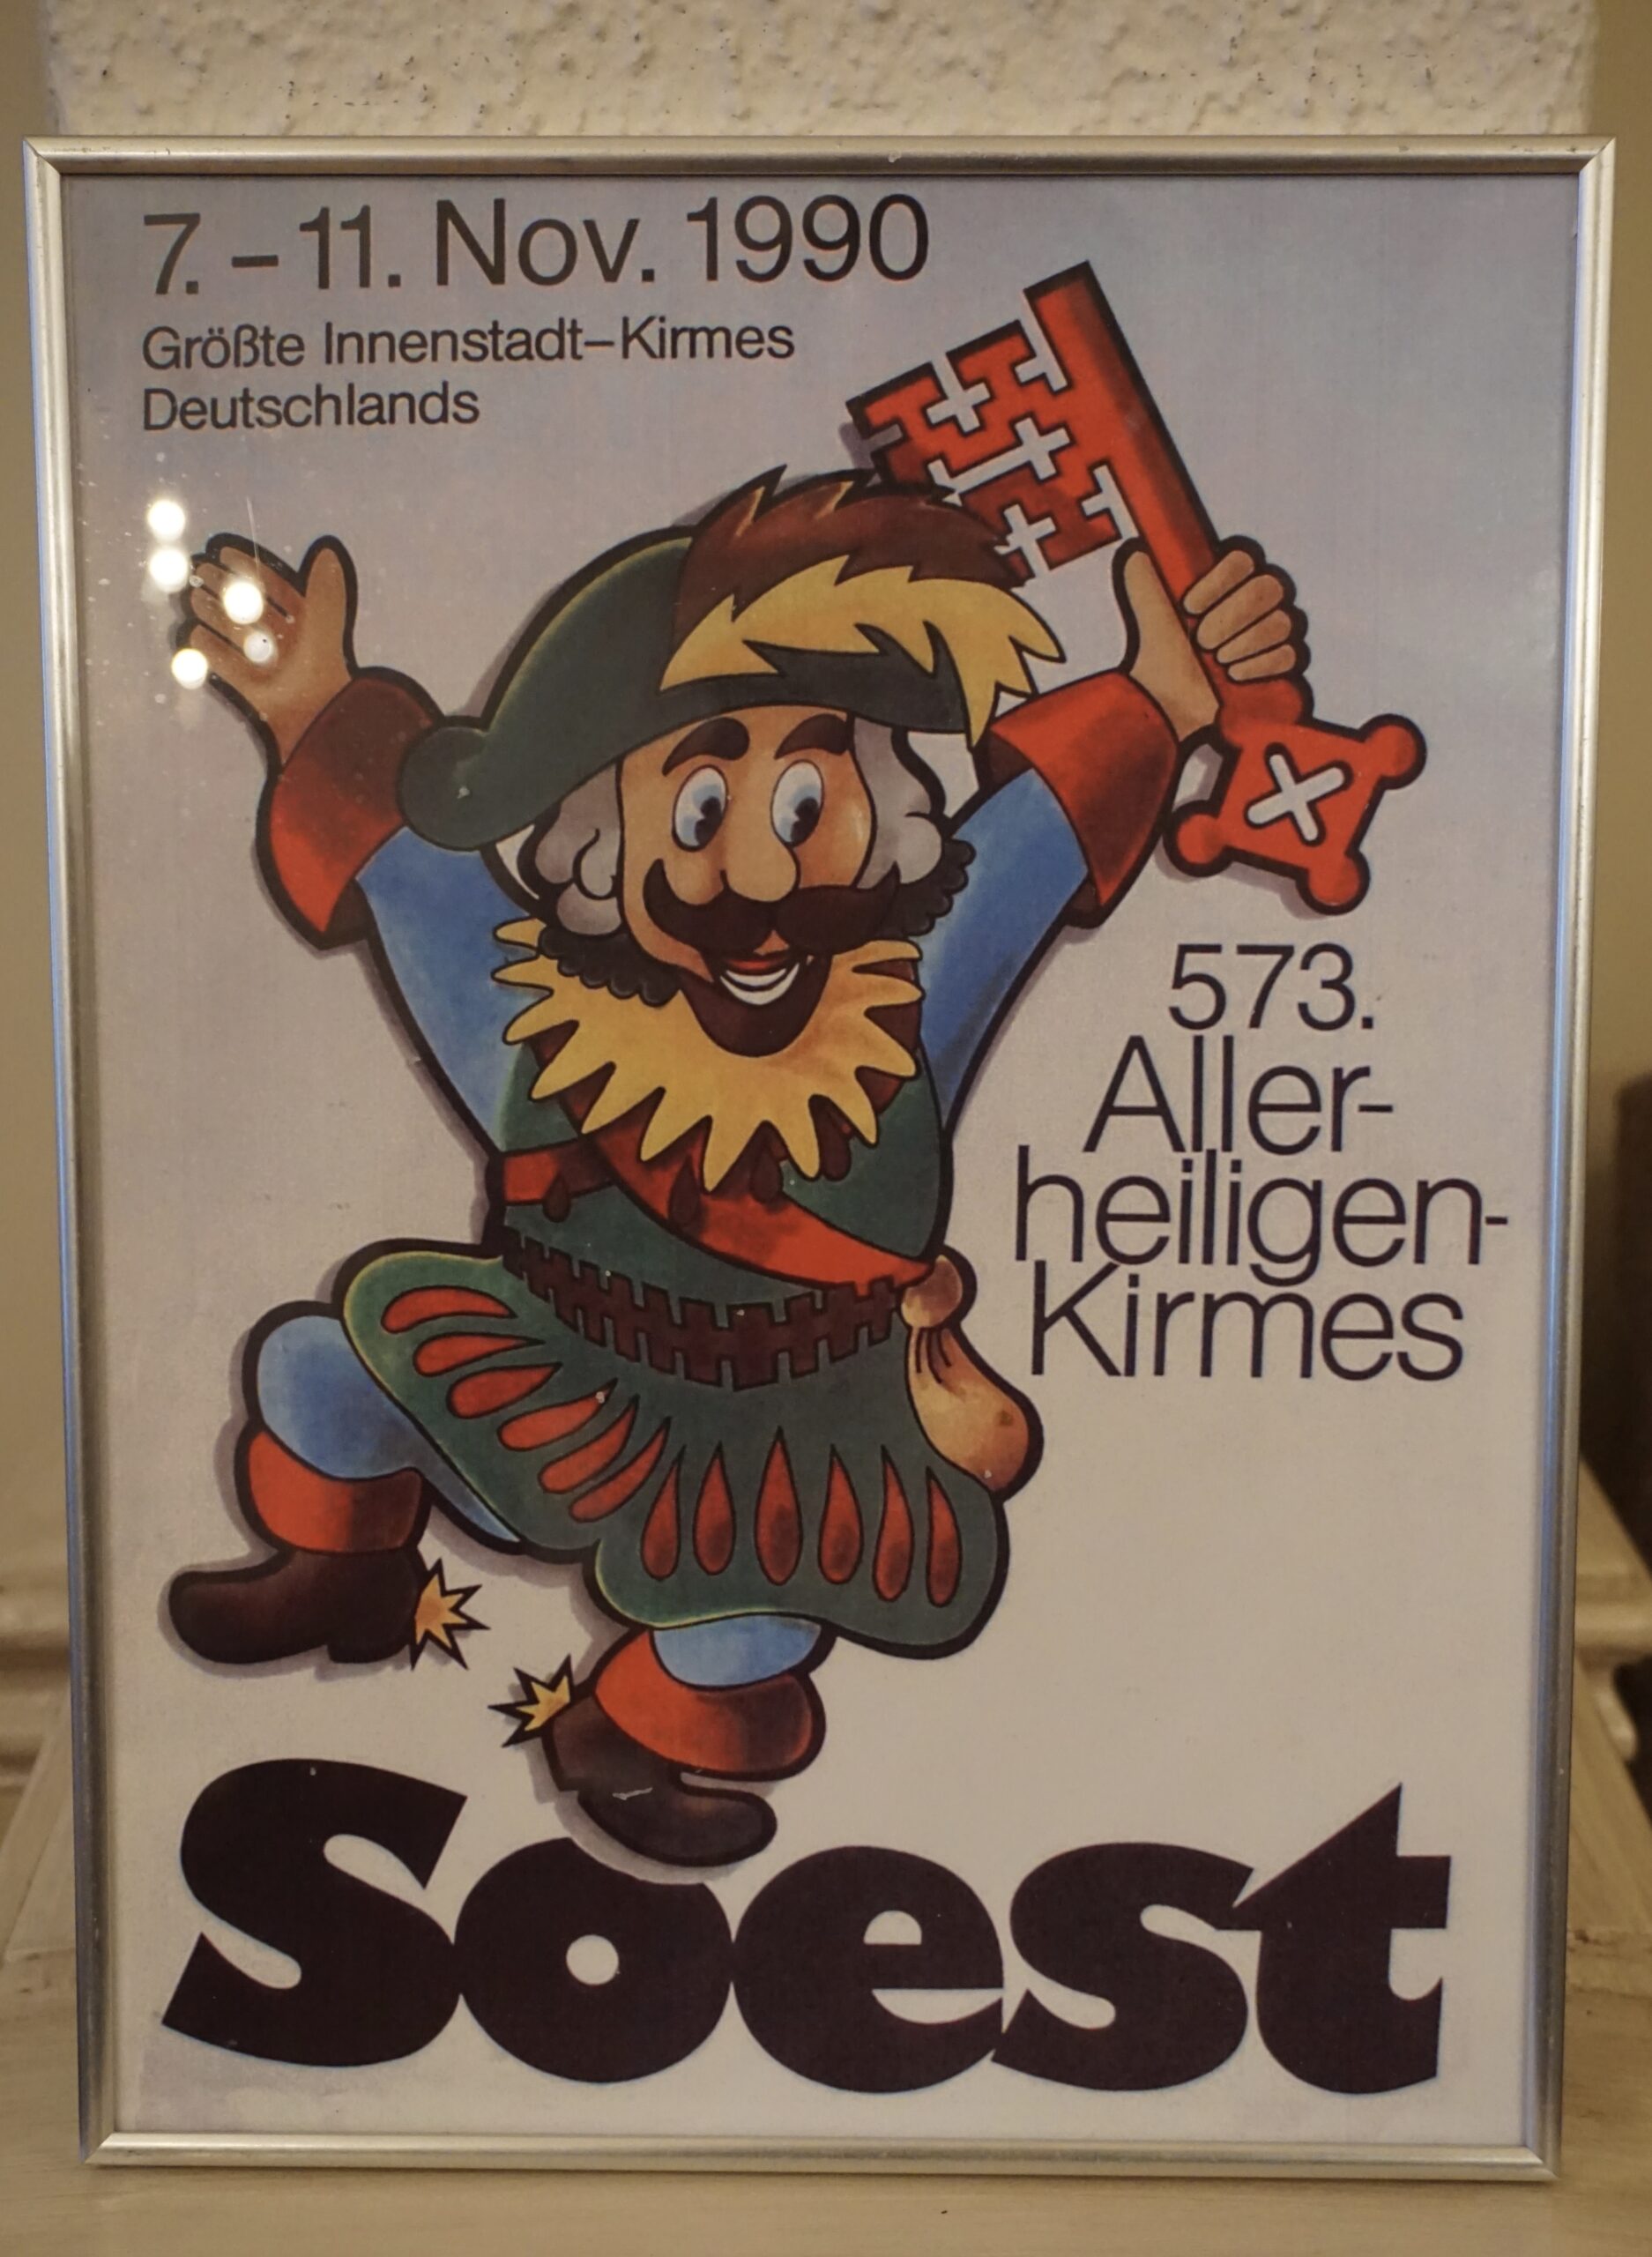 7.–11. Nov. 1990
Größte Innenstadt–Kirmes
Deutschlands
573.
Aller-
heiligen-
Kirmes
Soest